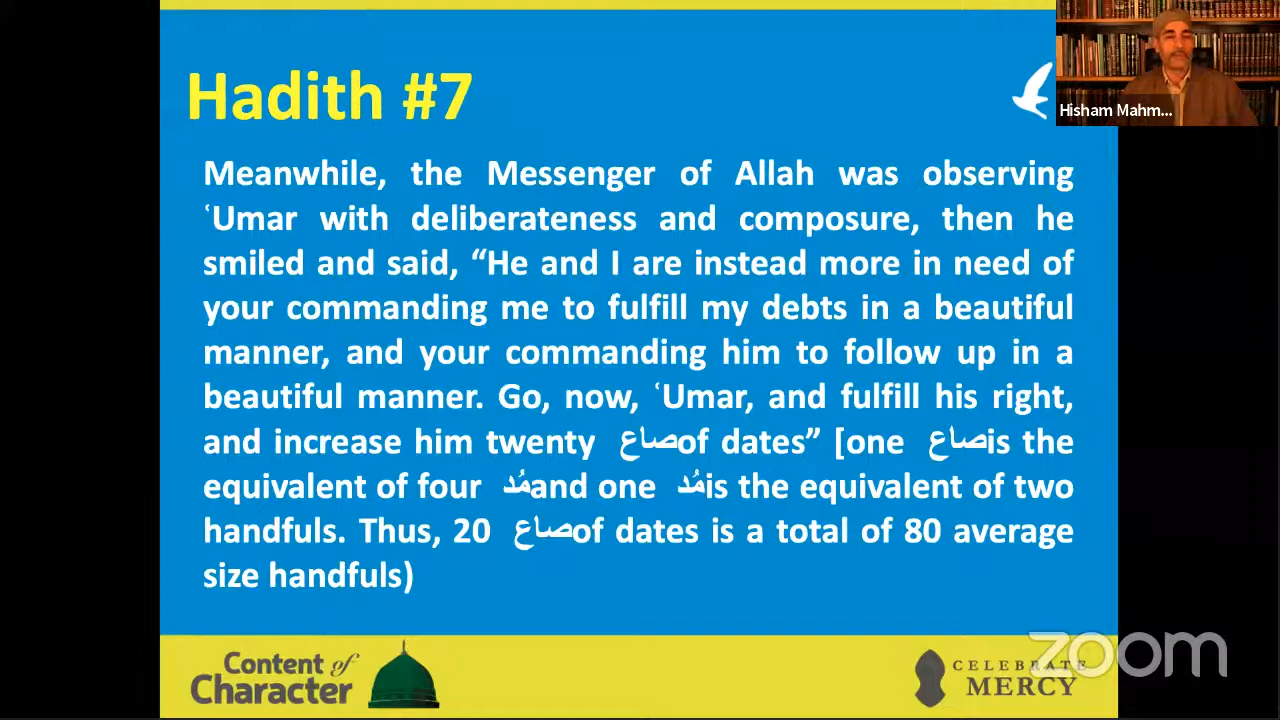 Hadith #7
Hisham Mahm...
Meanwhile, the Messenger of Allah was observing
ʿUmar with deliberateness and composure, then he
smiled and said, “He and I are instead more in need of
your commanding me to fulfill my debts in a beautiful
manner, and your commanding him to follow up in a
beautiful manner. Go, now, ʿUmar, and fulfill his right,
and increase him twenty صاع of dates” [one صاع is the
equivalent of four مُد and one مُد is the equivalent of two
handfuls. Thus, 20 صاع of dates is a total of 80 average
size handfuls)
Content of
Character
CELEBRATE
MERCY
zoom